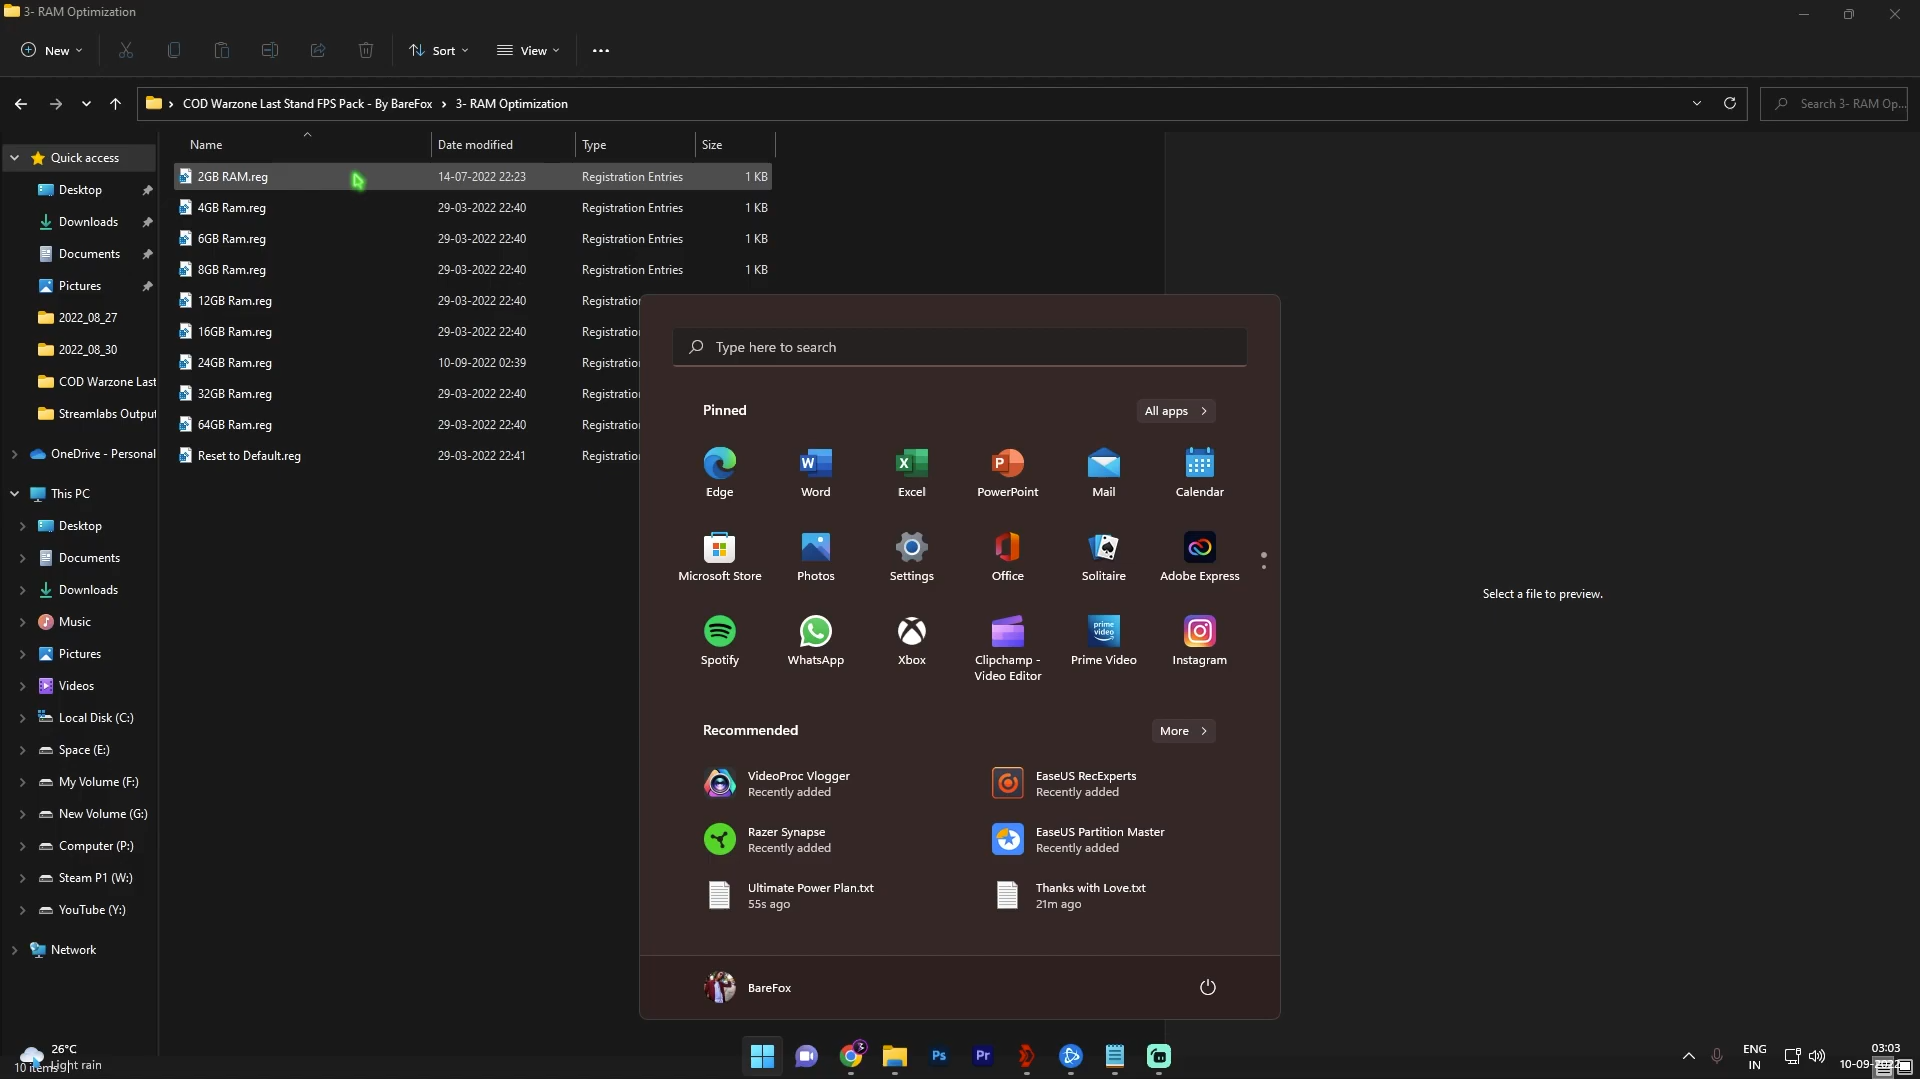 3- RAM Optimization
New
Sort
View
COD Warzone Last Stand FPS Pack - By BareFox > 3- RAM Optimization
Search 3- RAM Op...
Name
Date modified
Type
Size
Quick access
Desktop
Downloads
Documents
Pictures
2022_08_27
2022_08_30
COD Warzone Last
Streamlabs Output
OneDrive - Personal
This PC
Desktop
Documents
Downloads
Music
Pictures
Videos
Local Disk (C:)
Space (E:)
My Volume (F:)
New Volume (G:)
Computer (P:)
Steam P1 (W:)
YouTube (Y:)
Network
2GB RAM.reg 14-07-2022 22:23 Registration Entries 1 KB
4GB Ram.reg 29-03-2022 22:40 Registration Entries 1 KB
6GB Ram.reg 29-03-2022 22:40 Registration Entries 1 KB
8GB Ram.reg 29-03-2022 22:40 Registration Entries 1 KB
12GB Ram.reg 29-03-2022 22:40 Registratio
16GB Ram.reg 29-03-2022 22:40 Registratio
24GB Ram.reg 10-09-2022 02:39 Registratio
32GB Ram.reg 29-03-2022 22:40 Registratio
64GB Ram.reg 29-03-2022 22:40 Registratio
Reset to Default.reg 29-03-2022 22:41 Registratio
Select a file to preview.
Type here to search
Pinned
All apps
Edge
Word
Excel
PowerPoint
Mail
Calendar
Microsoft Store
Photos
Settings
Office
Solitaire
Adobe Express
prime
video
Spotify
WhatsApp
Xbox
Clipchamp -
Video Editor
Prime Video
Instagram
Recommended
More
VideoProc Vlogger
Recently added
EaseUS RecExperts
Recently added
Razer Synapse
Recently added
EaseUS Partition Master
Recently added
Ultimate Power Plan.txt
55s ago
Thanks with Love.txt
21m ago
BareFox
26°C
Light rain
10 items
Ps
Pr
ENG
IN
03:03
10-09-2022